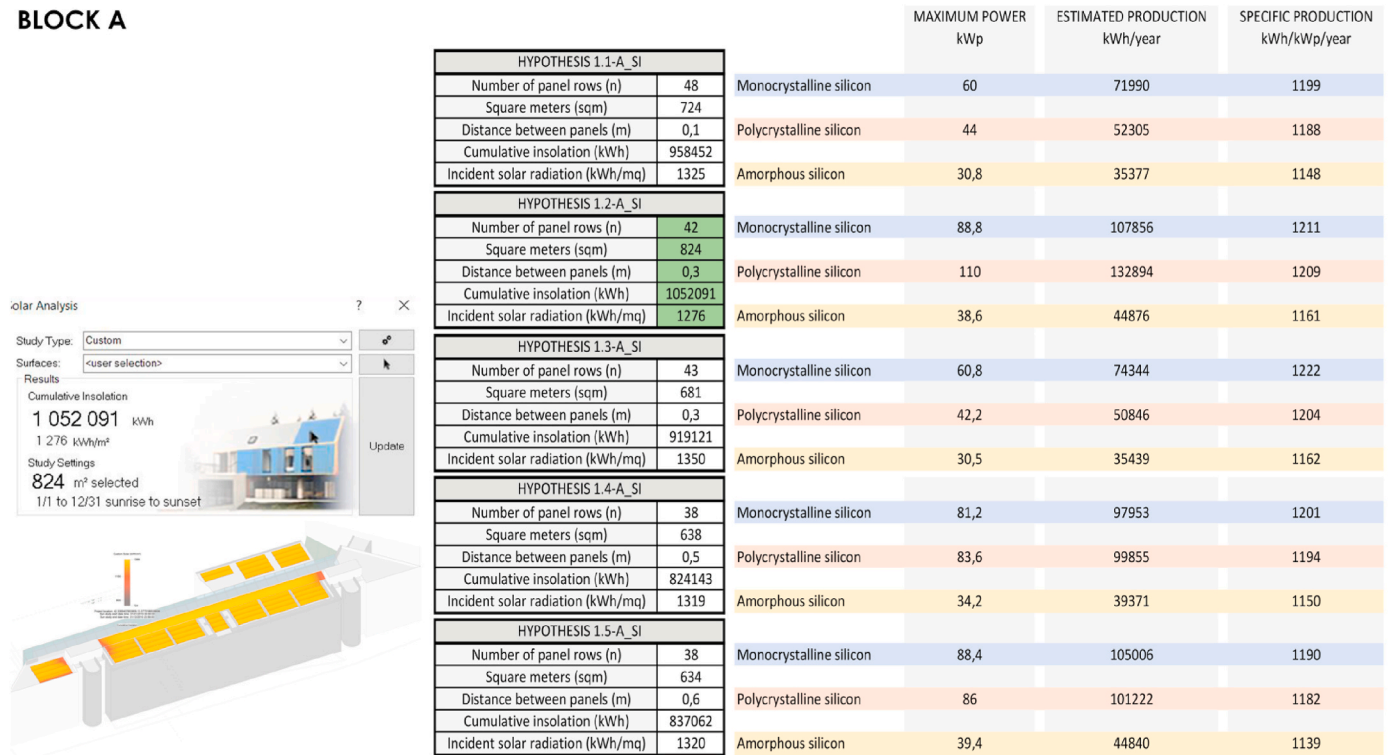 BLOCK A
MAXIMUM POWER ESTIMATED PRODUCTION SPECIFIC PRODUCTION
kWp kWh/year kWh/kWp/year
HYPOTHESIS 1.1-A_SI
Number of panel rows (n) 48 Monocrystalline silicon 60 71990 1199
Square meters (sqm) 724
Distance between panels (m) 0,1 Polycrystalline silicon 44 52305 1188
Cumulative insolation (kWh) 958452
Incident solar radiation (kWh/mq) 1325 Amorphous silicon 30,8 35377 1148
HYPOTHESIS 1.2-A_SI
Number of panel rows (n) 42 Monocrystalline silicon 88,8 107856 1211
Square meters (sqm) 824
Distance between panels (m) 0,3 Polycrystalline silicon 110 132894 1209
Cumulative insolation (kWh) 1052091
Incident solar radiation (kWh/mq) 1276 Amorphous silicon 38,6 44876 1161
HYPOTHESIS 1.3-A_SI
Number of panel rows (n) 43 Monocrystalline silicon 60,8 74344 1222
Square meters (sqm) 681
Distance between panels (m) 0,3 Polycrystalline silicon 42,2 50846 1204
Cumulative insolation (kWh) 919121
Incident solar radiation (kWh/mq) 1350 Amorphous silicon 30,5 35439 1162
HYPOTHESIS 1.4-A_SI
Number of panel rows (n) 38 Monocrystalline silicon 81,2 97953 1201
Square meters (sqm) 638
Distance between panels (m) 0,5 Polycrystalline silicon 83,6 99855 1194
Cumulative insolation (kWh) 824143
Incident solar radiation (kWh/mq) 1319 Amorphous silicon 34,2 39371 1150
HYPOTHESIS 1.5-A_SI
Number of panel rows (n) 38 Monocrystalline silicon 88,4 105006 1190
Square meters (sqm) 634
Distance between panels (m) 0,6 Polycrystalline silicon 86 101222 1182
Cumulative insolation (kWh) 837062
Incident solar radiation (kWh/mq) 1320 Amorphous silicon 39,4 44840 1139
olar Analysis ? ×
Study Type: Custom
Surfaces: <user selection>
Results
Cumulative Insolation
1 052 091 kWh
1 276 kWh/m²
Update
Study Settings
824 m² selected
1/1 to 12/31 sunrise to sunset